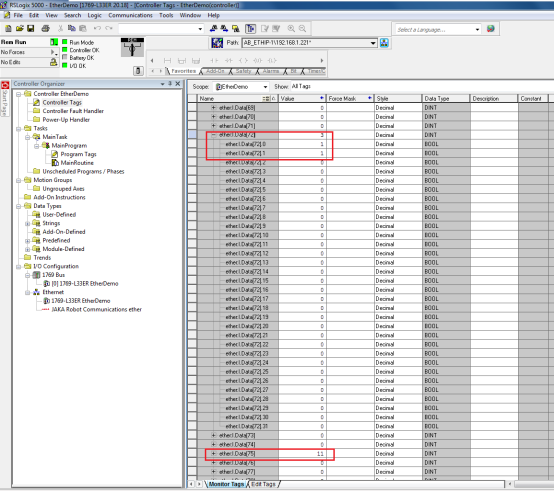 RSLogix 5000 - EtherDemo [1769-L33ER 20.18] - [Controller Tags - EtherDemo(controller)]
File Edit View Search Logic Communications Tools Window Help
Select a Language...
Rem Run
Run Mode
No Forces
Controller OK
Battery OK
No Edits
I/O OK
Path: AB_ETHIP-1\192.168.1.221*
Favorites Add-On Safety Alarms Bit Timer/C
Controller Organizer
Start Page
Controller EtherDemo
Controller Tags
Controller Fault Handler
Power-Up Handler
Tasks
MainTask
MainProgram
Program Tags
MainRoutine
Unscheduled Programs / Phases
Motion Groups
Ungrouped Axes
Add-On Instructions
Data Types
User-Defined
Strings
Add-On-Defined
Predefined
Module-Defined
Trends
I/O Configuration
1769 Bus
[0] 1769-L33ER EtherDemo
Ethernet
1769-L33ER EtherDemo
JAKA Robot Communications ether
Scope: EtherDemo Show: All Tags
Name Value Force Mask Style Data Type Description Constant
ether:I.Data[69] 0 Decimal DINT
ether:I.Data[70] 0 Decimal DINT
ether:I.Data[71] 0 Decimal DINT
ether:I.Data[72] 3 Decimal DINT
ether:I.Data[72].0 1 Decimal BOOL
ether:I.Data[72].1 1 Decimal BOOL
ether:I.Data[72].2 0 Decimal BOOL
ether:I.Data[72].3 0 Decimal BOOL
ether:I.Data[72].4 0 Decimal BOOL
ether:I.Data[72].5 0 Decimal BOOL
ether:I.Data[72].6 0 Decimal BOOL
ether:I.Data[72].7 0 Decimal BOOL
ether:I.Data[72].8 0 Decimal BOOL
ether:I.Data[72].9 0 Decimal BOOL
ether:I.Data[72].10 0 Decimal BOOL
ether:I.Data[72].11 0 Decimal BOOL
ether:I.Data[72].12 0 Decimal BOOL
ether:I.Data[72].13 0 Decimal BOOL
ether:I.Data[72].14 0 Decimal BOOL
ether:I.Data[72].15 0 Decimal BOOL
ether:I.Data[72].16 0 Decimal BOOL
ether:I.Data[72].17 0 Decimal BOOL
ether:I.Data[72].18 0 Decimal BOOL
ether:I.Data[72].19 0 Decimal BOOL
ether:I.Data[72].20 0 Decimal BOOL
ether:I.Data[72].21 0 Decimal BOOL
ether:I.Data[72].22 0 Decimal BOOL
ether:I.Data[72].23 0 Decimal BOOL
ether:I.Data[72].24 0 Decimal BOOL
ether:I.Data[72].25 0 Decimal BOOL
ether:I.Data[72].26 0 Decimal BOOL
ether:I.Data[72].27 0 Decimal BOOL
ether:I.Data[72].28 0 Decimal BOOL
ether:I.Data[72].29 0 Decimal BOOL
ether:I.Data[72].30 0 Decimal BOOL
ether:I.Data[72].31 0 Decimal BOOL
ether:I.Data[73] 0 Decimal DINT
ether:I.Data[74] 0 Decimal DINT
ether:I.Data[75] 11 Decimal DINT
ether:I.Data[76] 0 Decimal DINT
ether:I.Data[77] 0 Decimal DINT
Monitor Tags Edit Tags